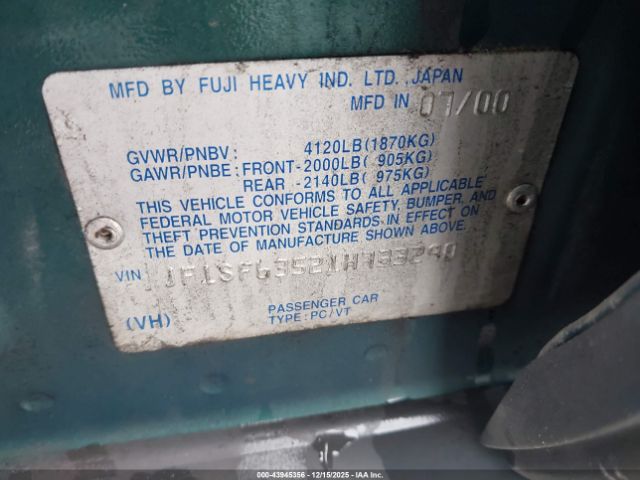 MFD BY FUJI HEAVY IND. LTD. JAPAN
MFD IN 07/00
GVWR/PNBV: 4120LB(1870KG)
GAWR/PNBE: FRONT-2000LB( 905KG)
REAR -2140LB( 975KG)
THIS VEHICLE CONFORMS TO ALL APPLICABLE
FEDERAL MOTOR VEHICLE SAFETY, BUMPER, AND
THEFT PREVENTION STANDARDS IN EFFECT ON
THE DATE OF MANUFACTURE SHOWN ABOVE.
VIN JF1SF63521H733290
PASSENGER CAR
(VH) TYPE: PC/VT
000-43945356 - 12/15/2025 - © IAA Holdings, LLC